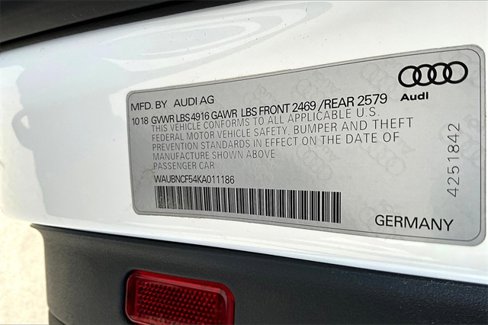 MFD. BY AUDI AG
10 18 GVWR LBS 4916 GAWR LBS FRONT 2469 / REAR 2579
THIS VEHICLE CONFORMS TO ALL APPLICABLE U.S.
FEDERAL MOTOR VEHICLE SAFETY, BUMPER AND THEFT
PREVENTION STANDARDS IN EFFECT ON THE DATE OF
MANUFACTURE SHOWN ABOVE.
PASSENGER CAR
WAUBNCF54KA011186
Audi
4251842
GERMANY